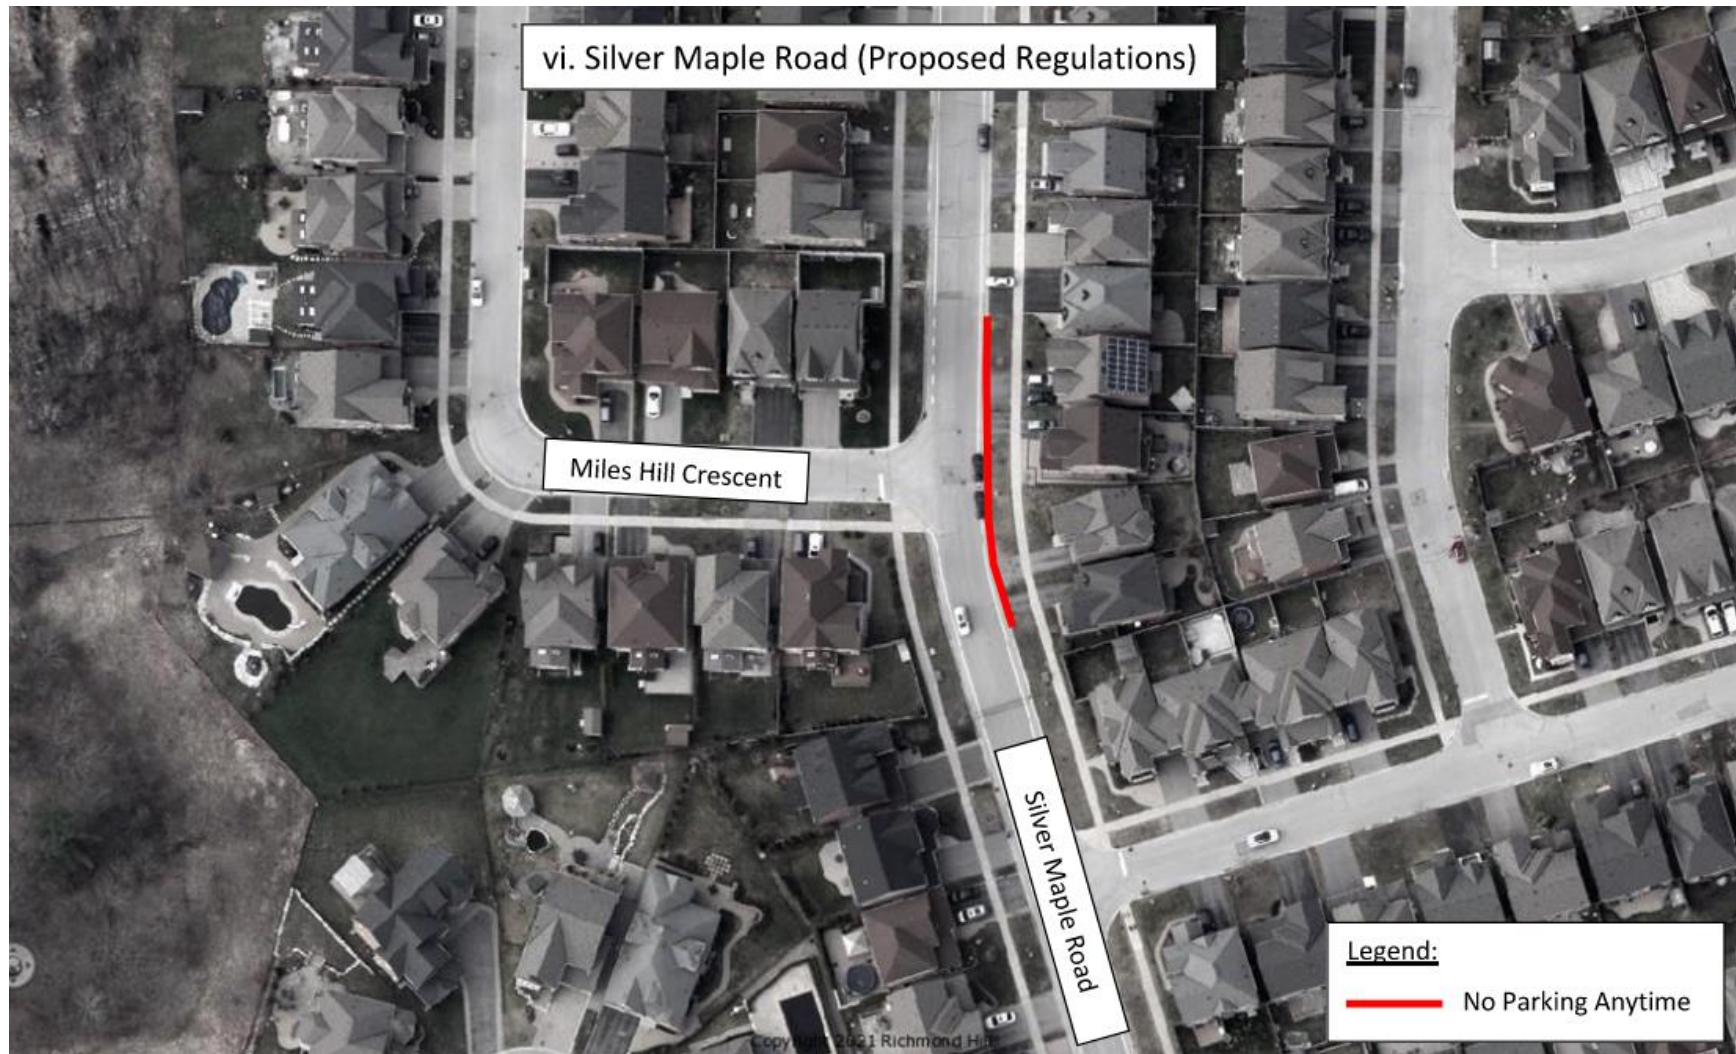 vi. Silver Maple Road (Proposed Regulations)
Miles Hill Crescent
Silver Maple Road
Legend:
No Parking Anytime
Copyright 2021 Richmond Hill